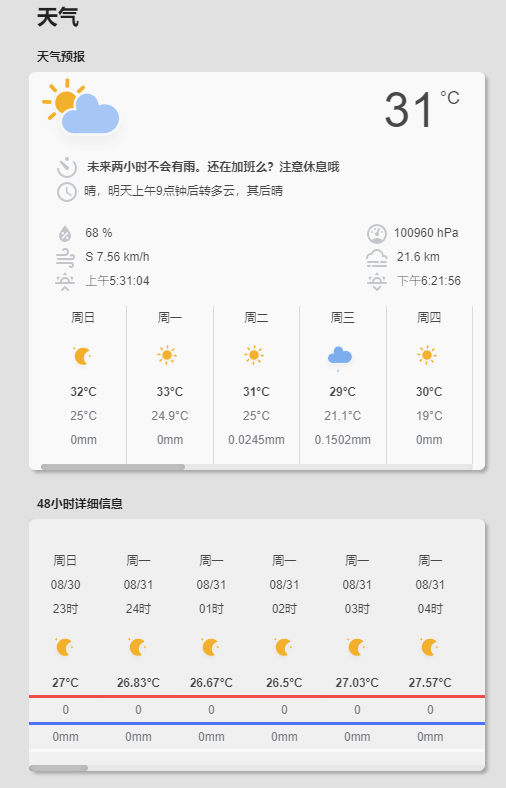 天气
天气预报
31 °C
未来两小时不会有雨。还在加班么？注意休息哦
晴，明天上午9点钟后转多云，其后晴
68 % 100960 hPa
S 7.56 km/h 21.6 km
上午5:31:04 下午6:21:56
周日 周一 周二 周三 周四
32°C 33°C 31°C 29°C 30°C
25°C 24.9°C 25°C 21.1°C 19°C
0mm 0mm 0.0245mm 0.1502mm 0mm
48小时详细信息
周日 周一 周一 周一 周一 周一
08/30 08/31 08/31 08/31 08/31 08/31
23时 24时 01时 02时 03时 04时
27°C 26.83°C 26.67°C 26.5°C 27.03°C 27.57°C
0 0 0 0 0 0
0mm 0mm 0mm 0mm 0mm 0mm